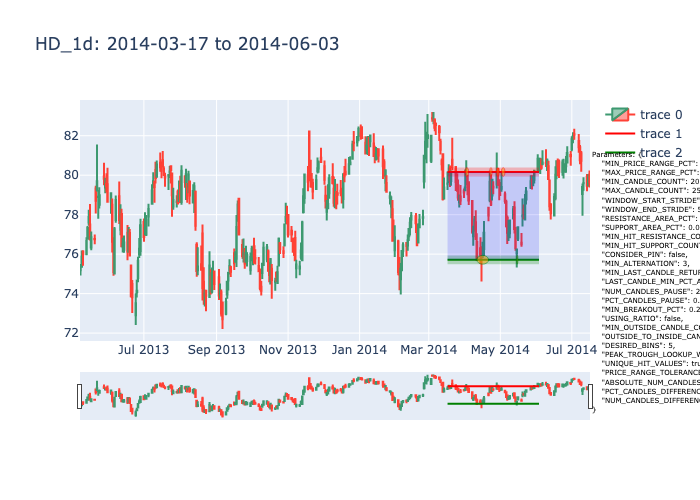 HD_1d: 2014-03-17 to 2014-06-03
82
80
78
76
74
72
Jul 2013
Sep 2013
Nov 2013
Jan 2014
Mar 2014
May 2014
Jul 2014
trace 0
trace 1
trace 2
Parameters: {
"MIN_PRICE_RANGE_PCT":
"MAX_PRICE_RANGE_PCT":
"MIN_CANDLE_COUNT": 20
"MAX_CANDLE_COUNT": 25
"WINDOW_START_STRIDE"
"WINDOW_END_STRIDE": 5
"RESISTANCE_AREA_PCT":
"SUPPORT_AREA_PCT": 0.0
"MIN_HIT_RESISTANCE_CO
"MIN_HIT_SUPPORT_COUNT
"CONSIDER_PIN": false,
"MIN_ALTERNATION": 3,
"MIN_LAST_CANDLE_RETUR
"LAST_CANDLE_MIN_PCT_A
"NUM_CANDLES_PAUSE": 2
"PCT_CANDLES_PAUSE": 0.
"MIN_BREAKOUT_PCT": 0.2
"USING_RATIO": false,
"MIN_OUTSIDE_CANDLE_CO
"OUTSIDE_TO_INSIDE_CAN
"DESIRED_BINS": 5,
"PEAK_TROUGH_LOOKUP_W
"UNIQUE_HIT_VALUES": tru
"PRICE_RANGE_TOLERANC
"ABSOLUTE_NUM_CANDLES
"PCT_CANDLES_DIFFERENC
"NUM_CANDLES_DIFFEREN
}